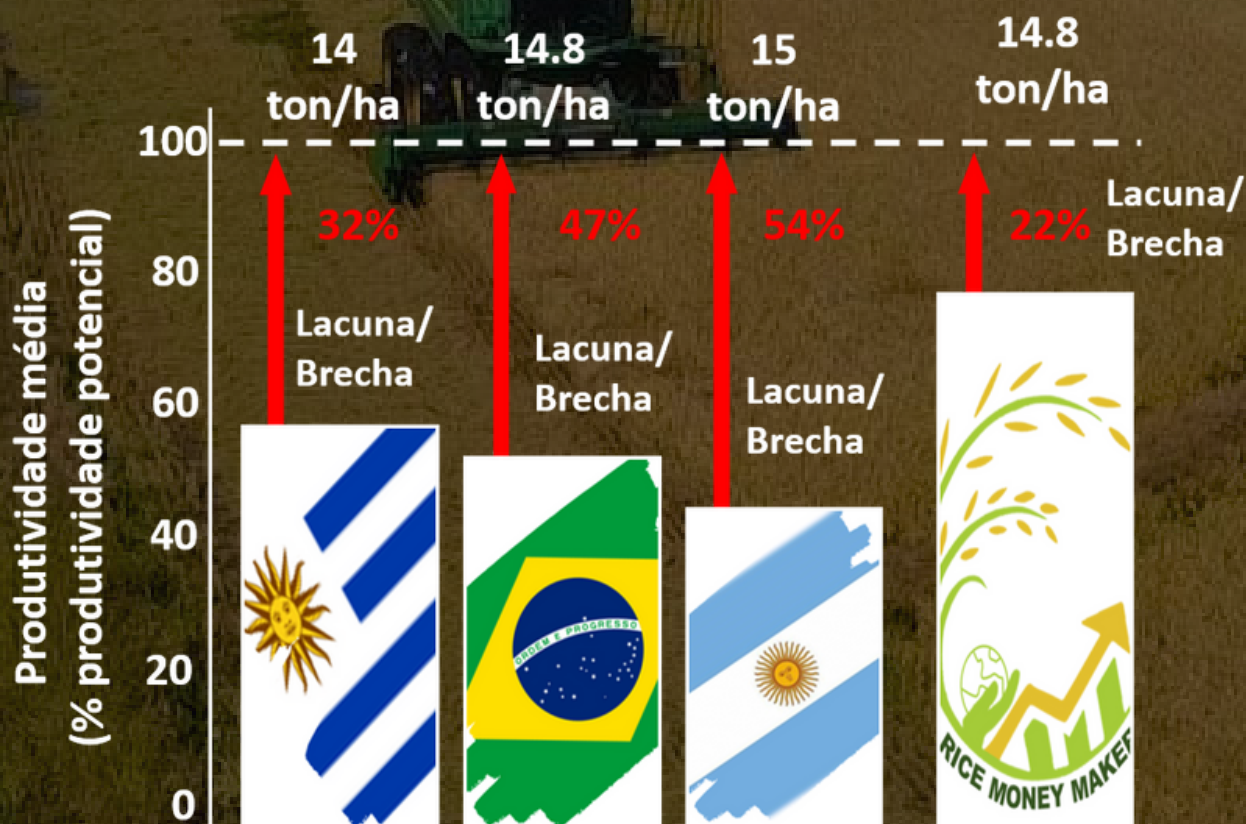 14
ton/ha
14.8
ton/ha
15
ton/ha
14.8
ton/ha
100
80
60
40
20
0
Produtividade média
(% produtividade potencial)
32%
Lacuna/
Brecha
47%
Lacuna/
Brecha
54%
Lacuna/
Brecha
22%
Lacuna/
Brecha
ORDEM E PROGRESSO
RICE MONEY MAKER